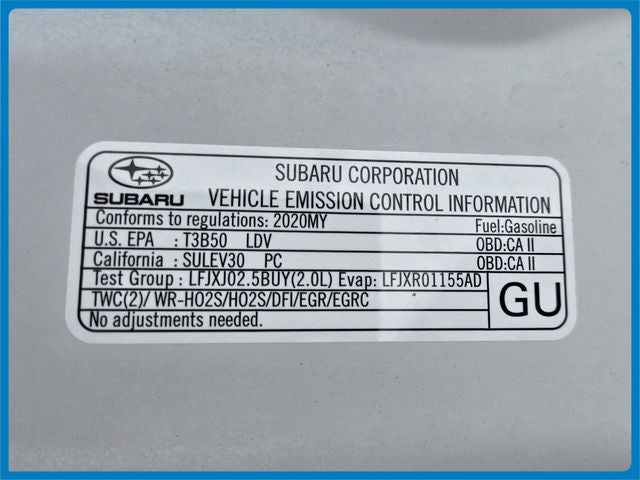 SUBARU
SUBARU CORPORATION
VEHICLE EMISSION CONTROL INFORMATION
Conforms to regulations: 2020MY Fuel:Gasoline
U.S. EPA : T3B50 LDV OBD:CA II
California : SULEV30 PC OBD:CA II
Test Group : LFJXJ02.5BUY(2.0L) Evap: LFJXR01155AD
TWC(2)/ WR-HO2S/HO2S/DFI/EGR/EGRC
No adjustments needed.
GU